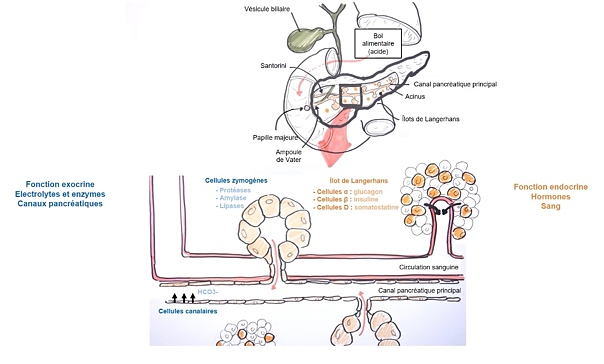 Vésicule biliaire
Bol
alimentaire
(acide)
Santorini
Canal pancréatique principal
Acinus
Îlots de Langerhans
Papille majeure
Ampoule
de Vater
Cellules zymogènes
- Protéases
- Amylase
- Lipases
Îlot de Langerhans
- Cellules α : glucagon
- Cellules β : insuline
- Cellules D : somatostatine
Fonction exocrine
Electrolytes et enzymes
Canaux pancréatiques
Fonction endocrine
Hormones
Sang
Circulation sanguine
HCO3-
Canal pancréatique principal
Cellules canalaires